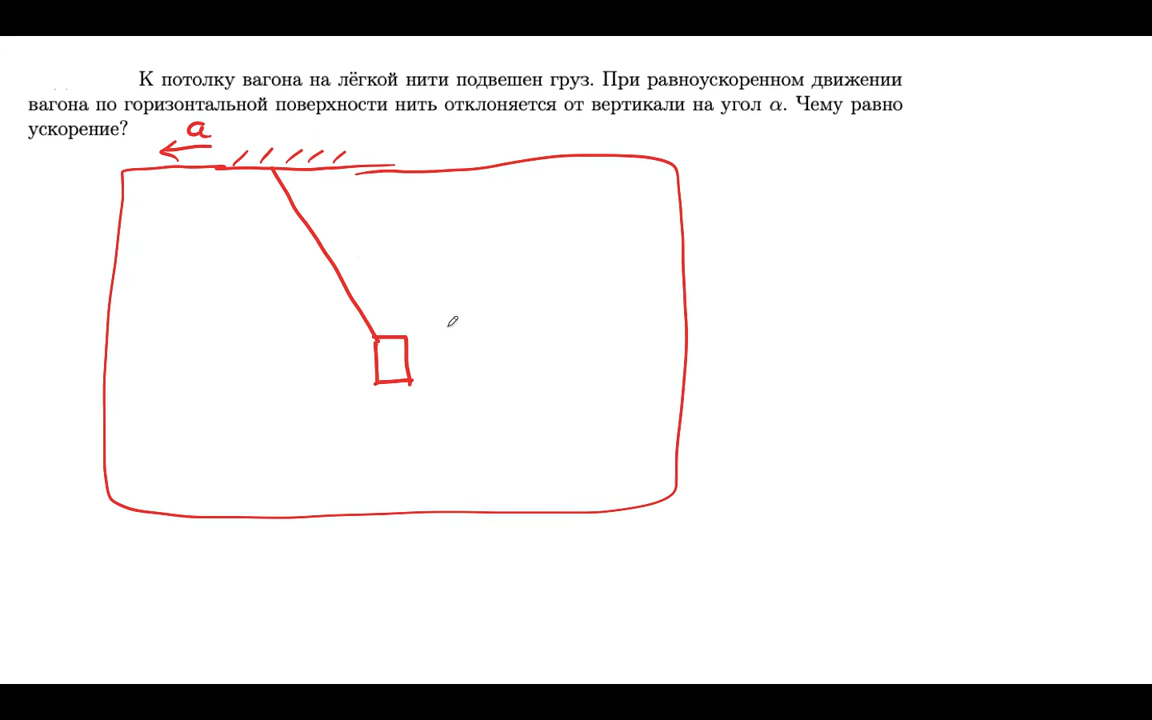 К потолку вагона на лёгкой нити подвешен груз. При равноускоренном движении
вагона по горизонтальной поверхности нить отклоняется от вертикали на угол α. Чему равно
ускорение?
a